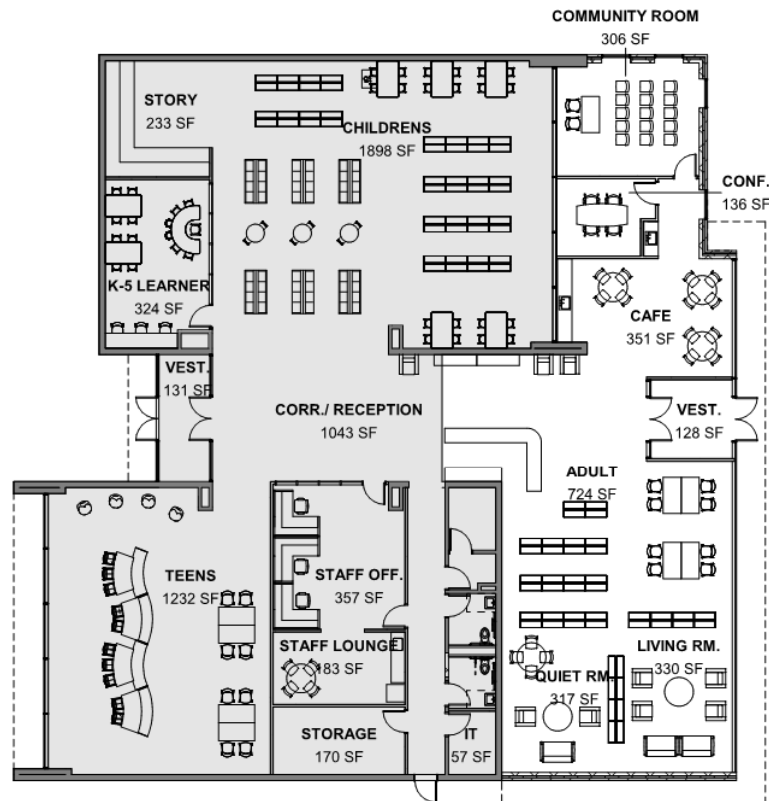 COMMUNITY ROOM
306 SF
STORY
233 SF
CHILDRENS
1898 SF
CONF.
136 SF
K-5 LEARNER
324 SF
CAFE
351 SF
VEST.
131 SF
CORR./ RECEPTION
1043 SF
VEST.
128 SF
ADULT
724 SF
TEENS
1232 SF
STAFF OFF.
357 SF
STAFF LOUNGE
183 SF
LIVING RM.
330 SF
QUIET RM.
317 SF
STORAGE
170 SF
IT
57 SF